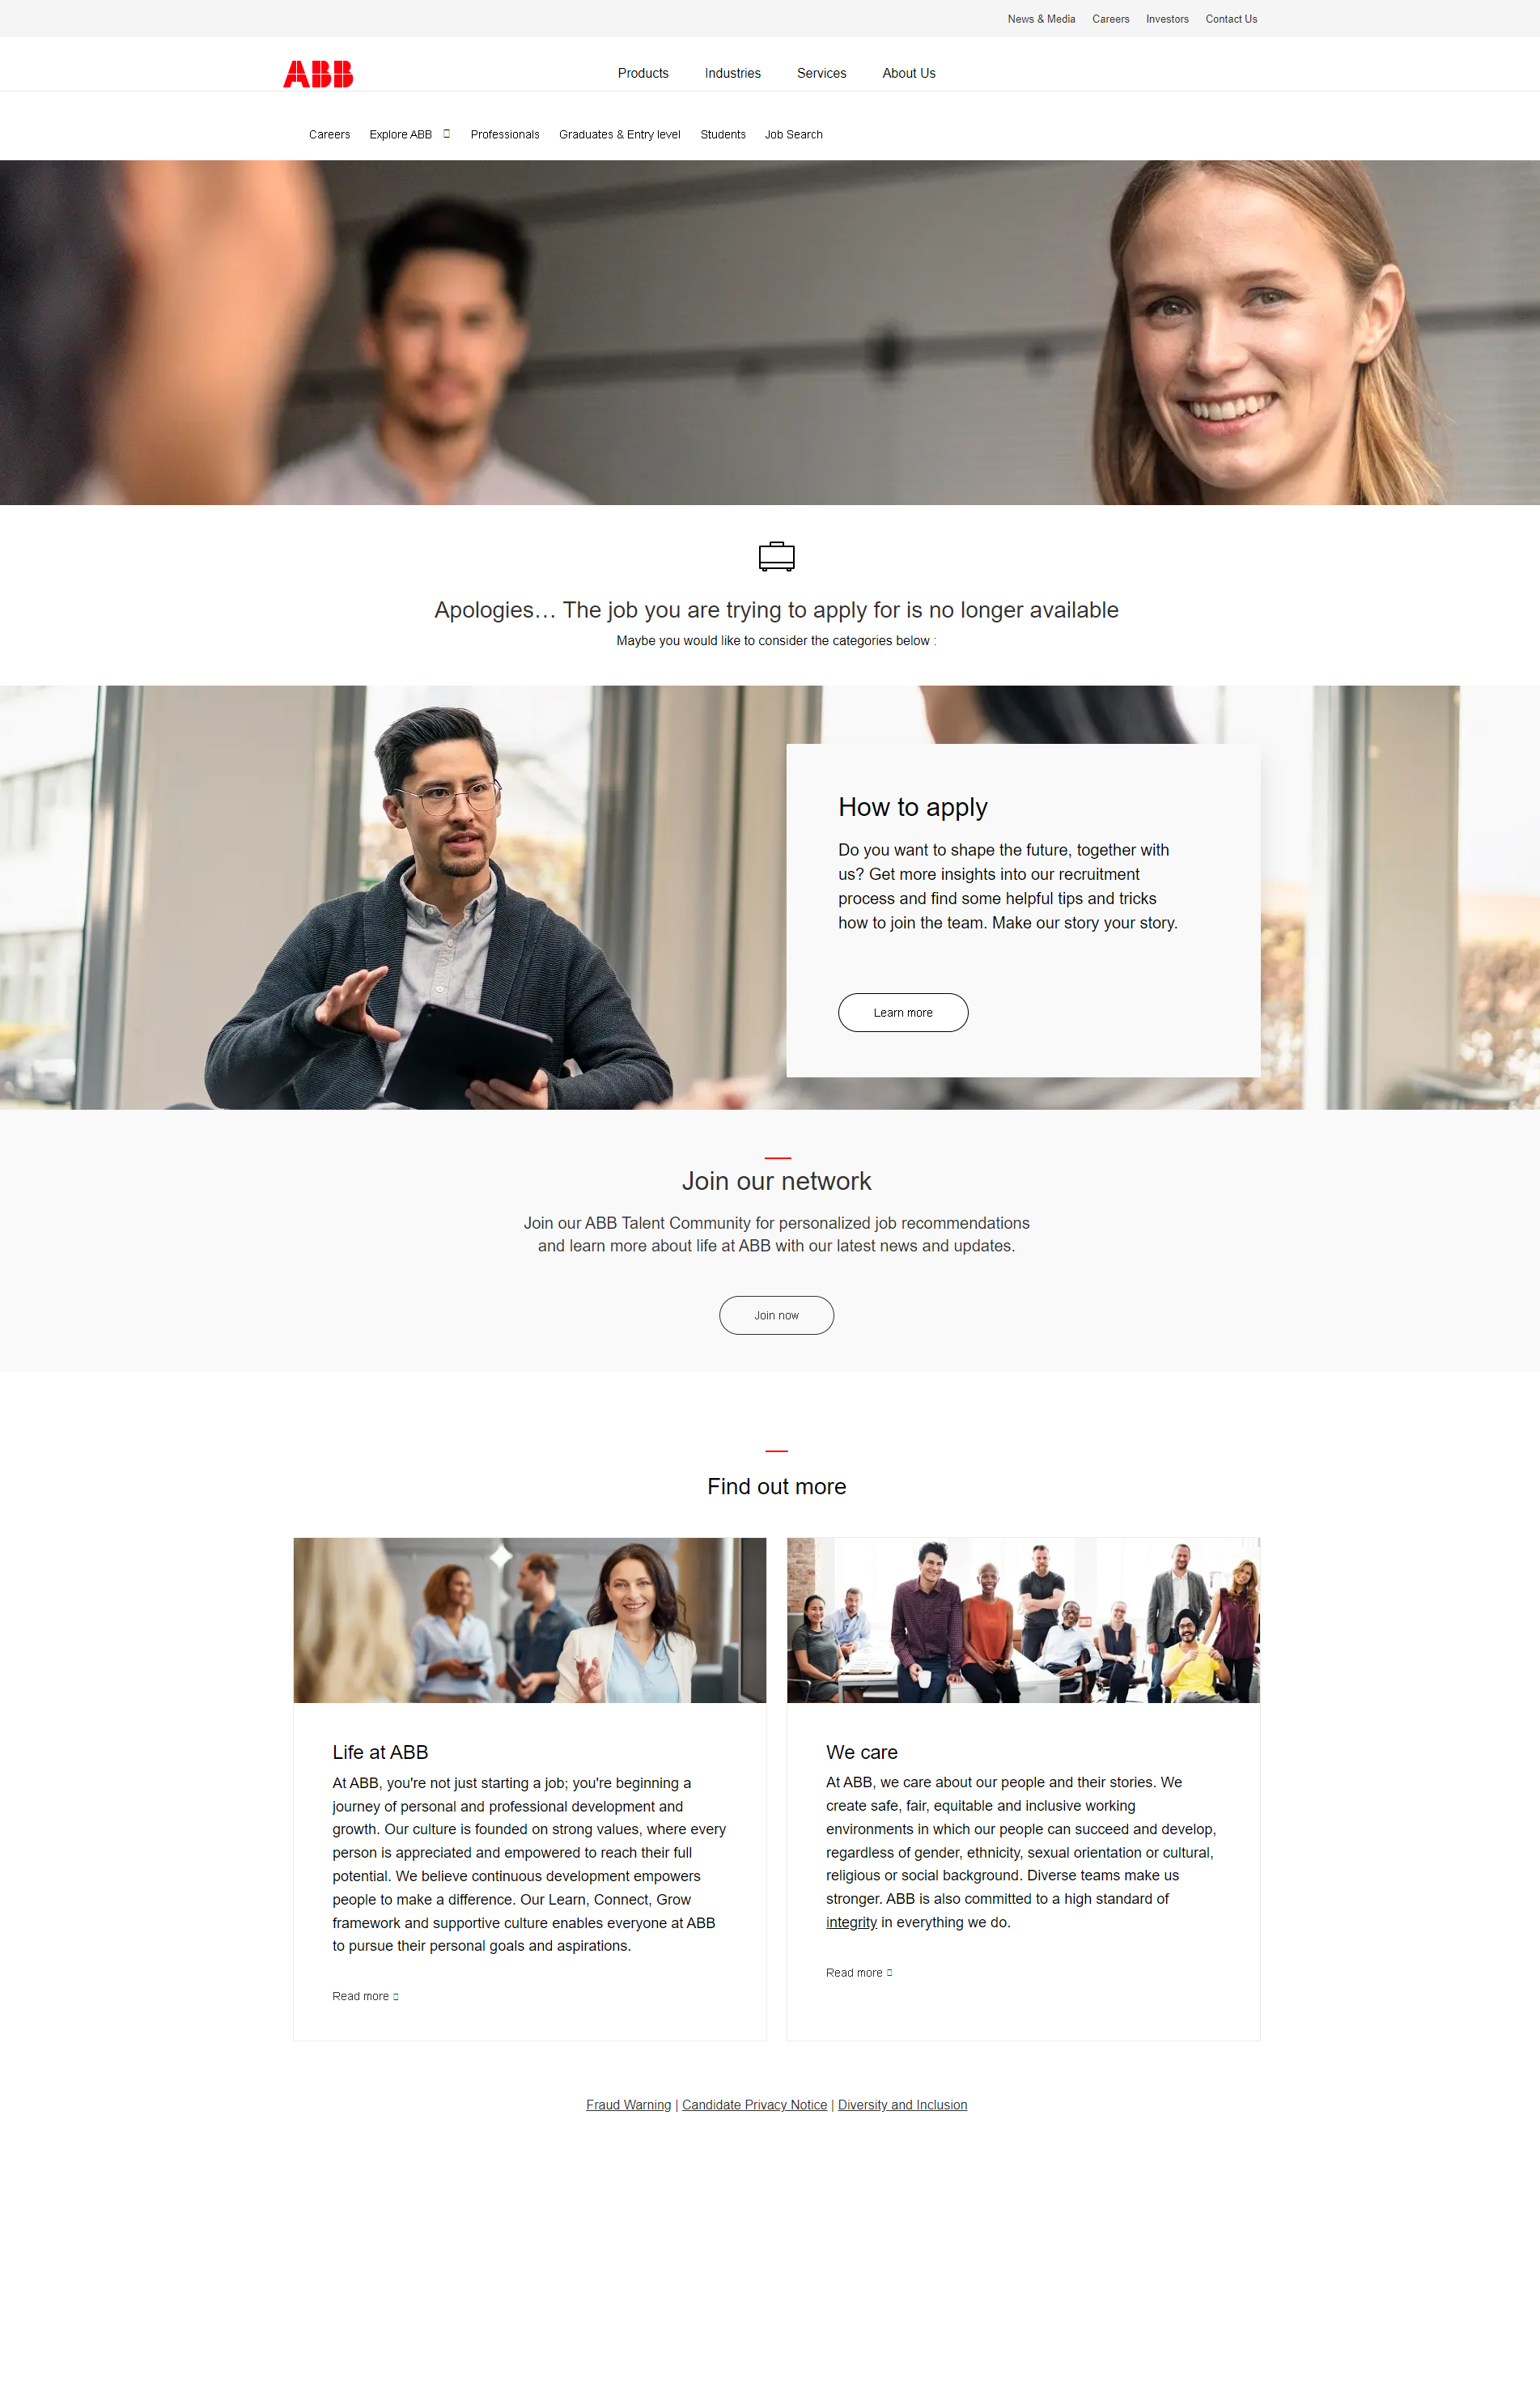 News & Media Careers Investors Contact Us
ABB
Products Industries Services About Us
Careers Explore ABB Professionals Graduates & Entry level Students Job Search
Apologies… The job you are trying to apply for is no longer available
Maybe you would like to consider the categories below :
How to apply
Do you want to shape the future, together with
us? Get more insights into our recruitment
process and find some helpful tips and tricks
how to join the team. Make our story your story.
Learn more
Join our network
Join our ABB Talent Community for personalized job recommendations
and learn more about life at ABB with our latest news and updates.
Join now
Find out more
Life at ABB
At ABB, you're not just starting a job; you're beginning a
journey of personal and professional development and
growth. Our culture is founded on strong values, where every
person is appreciated and empowered to reach their full
potential. We believe continuous development empowers
people to make a difference. Our Learn, Connect, Grow
framework and supportive culture enables everyone at ABB
to pursue their personal goals and aspirations.
Read more
We care
At ABB, we care about our people and their stories. We
create safe, fair, equitable and inclusive working
environments in which our people can succeed and develop,
regardless of gender, ethnicity, sexual orientation or cultural,
religious or social background. Diverse teams make us
stronger. ABB is also committed to a high standard of
integrity in everything we do.
Read more
Fraud Warning | Candidate Privacy Notice | Diversity and Inclusion